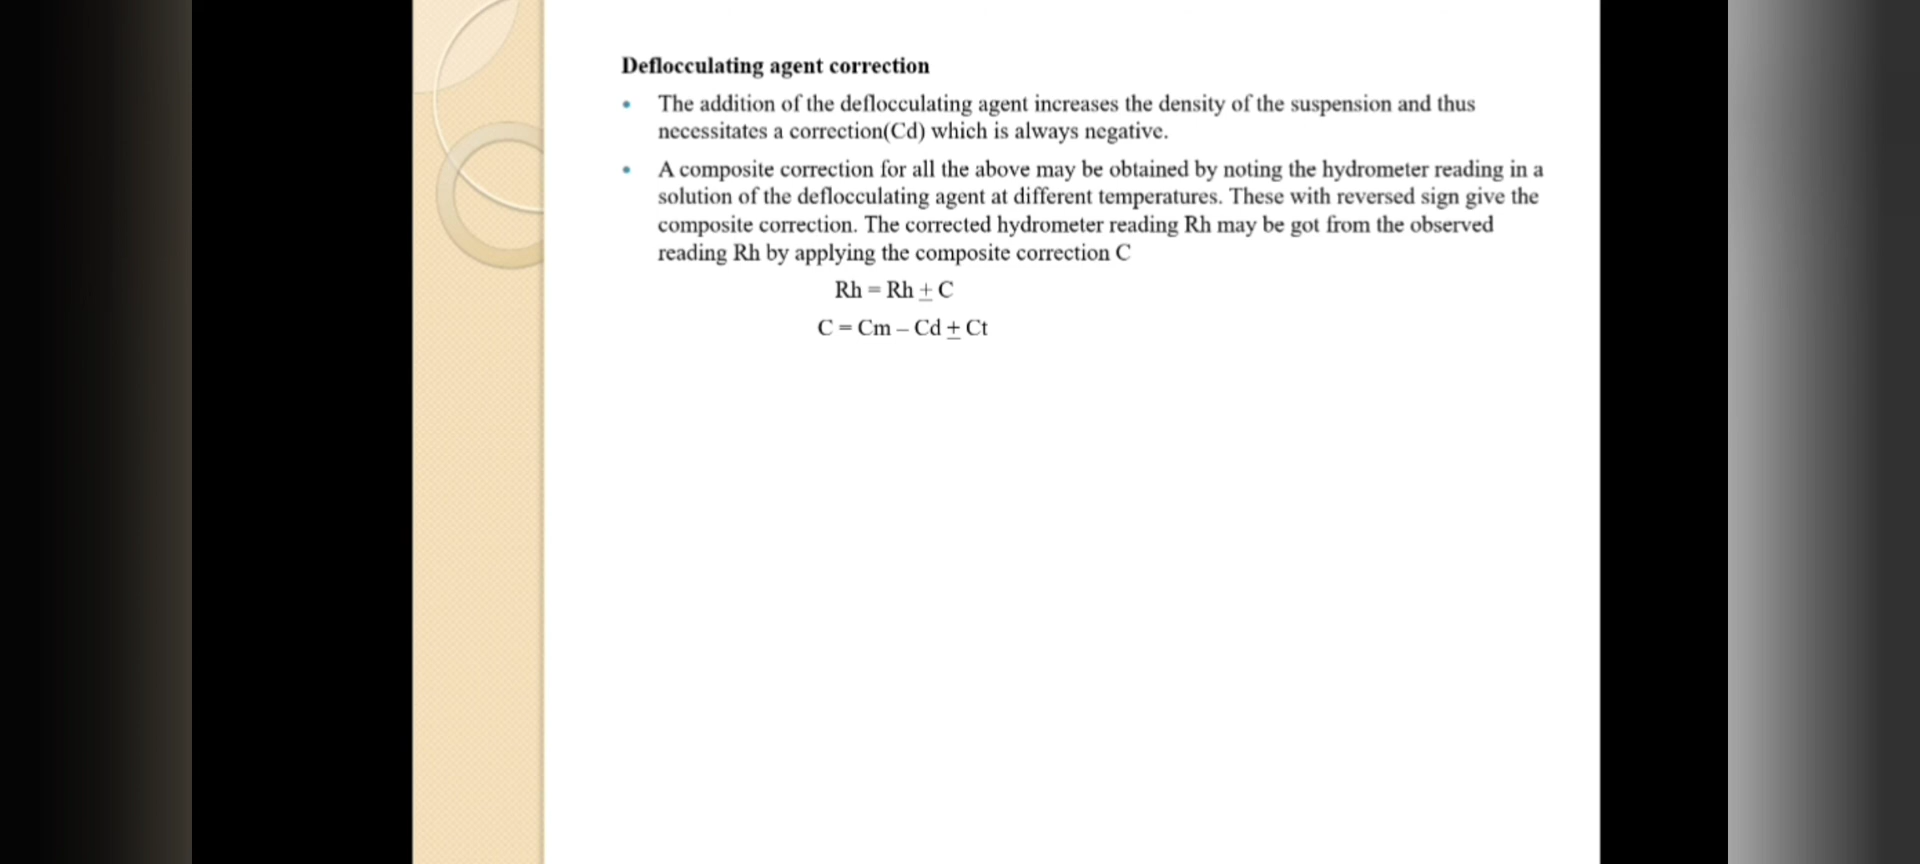 Deflocculating agent correction
• The addition of the deflocculating agent increases the density of the suspension and thus
necessitates a correction(Cd) which is always negative.
• A composite correction for all the above may be obtained by noting the hydrometer reading in a
solution of the deflocculating agent at different temperatures. These with reversed sign give the
composite correction. The corrected hydrometer reading Rh may be got from the observed
reading Rh by applying the composite correction C
Rh = Rh ± C
C = Cm – Cd ± Ct